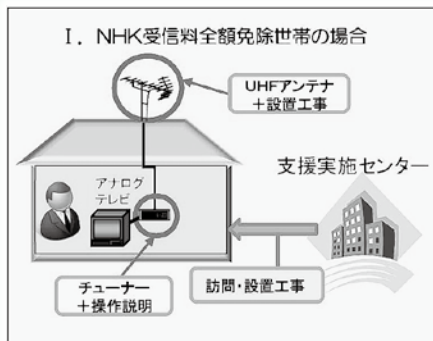 Ⅰ．NHK受信料全額免除世帯の場合
UHFアンテナ
＋設置工事
支援実施センター
アナログ
テレビ
チューナー
＋操作説明
訪問・設置工事